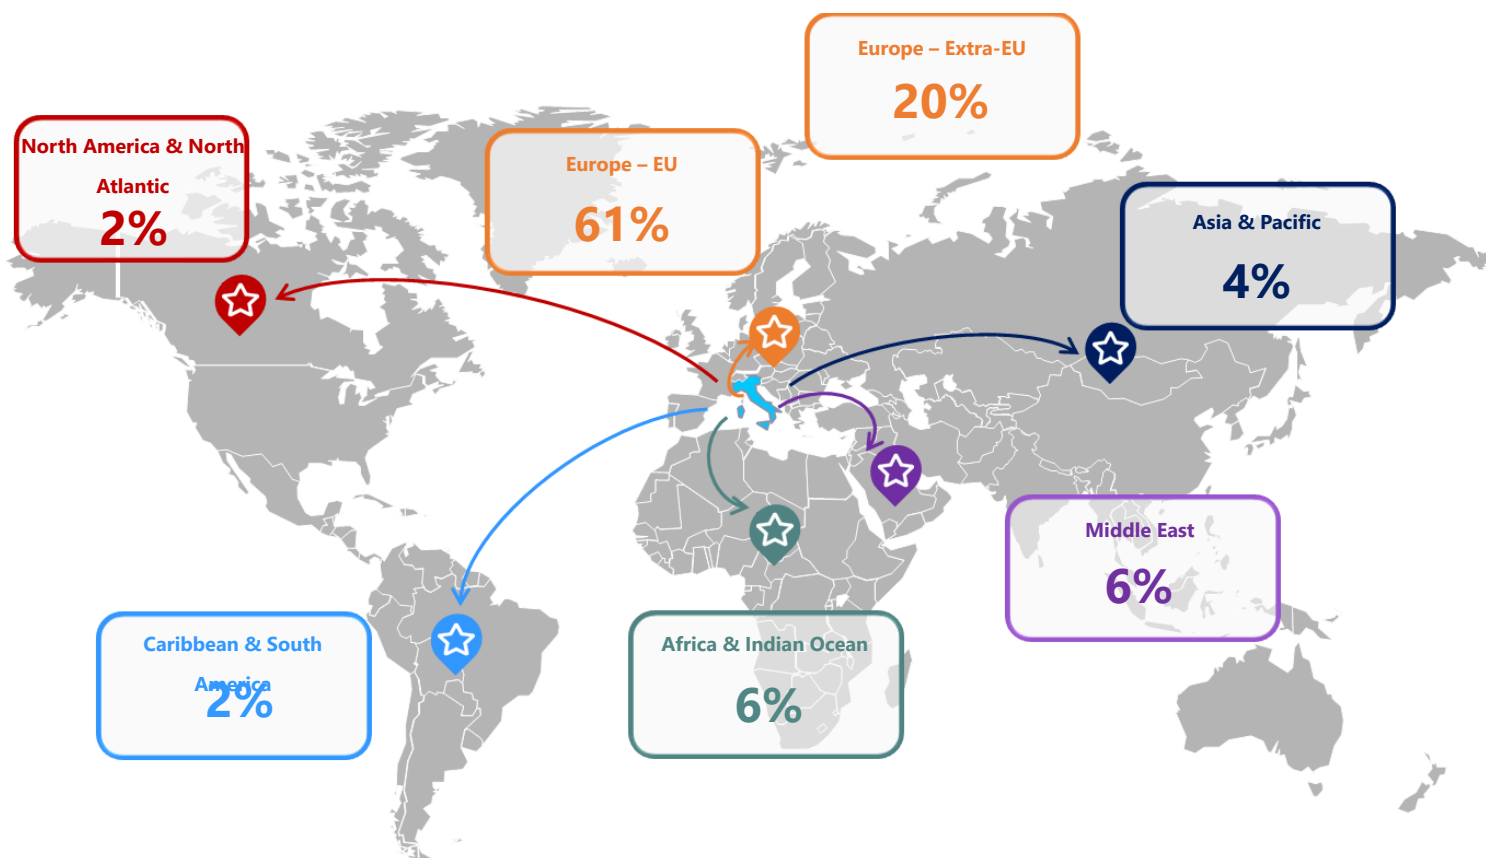 Europe – Extra-EU
20%
North America & North
Atlantic
2%
Europe – EU
61%
Asia & Pacific
4%
Middle East
6%
Caribbean & South
America
2%
Africa & Indian Ocean
6%